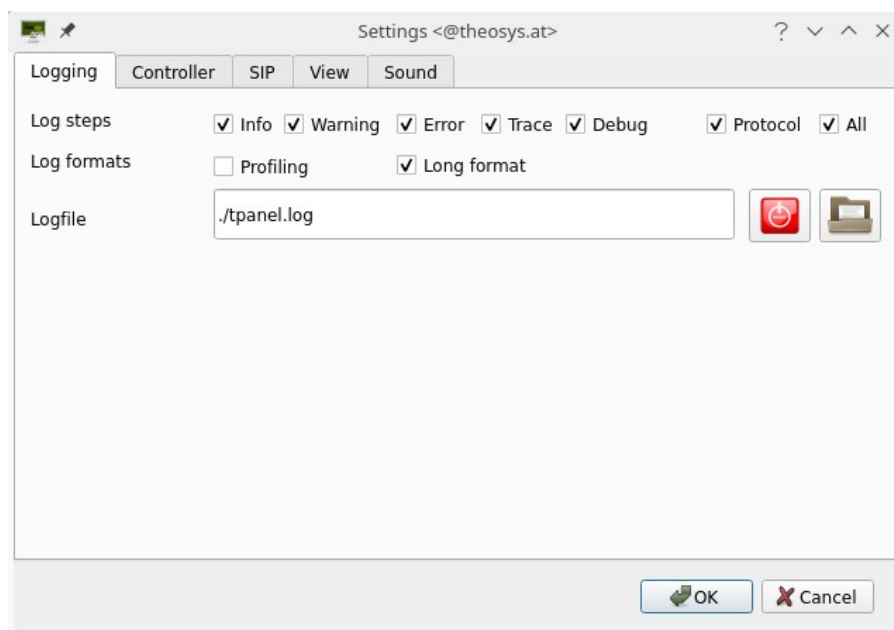 Settings <@theosys.at>
Logging Controller SIP View Sound
Log steps Info Warning Error Trace Debug Protocol All
Log formats Profiling Long format
Logfile ./tpanel.log
OK Cancel